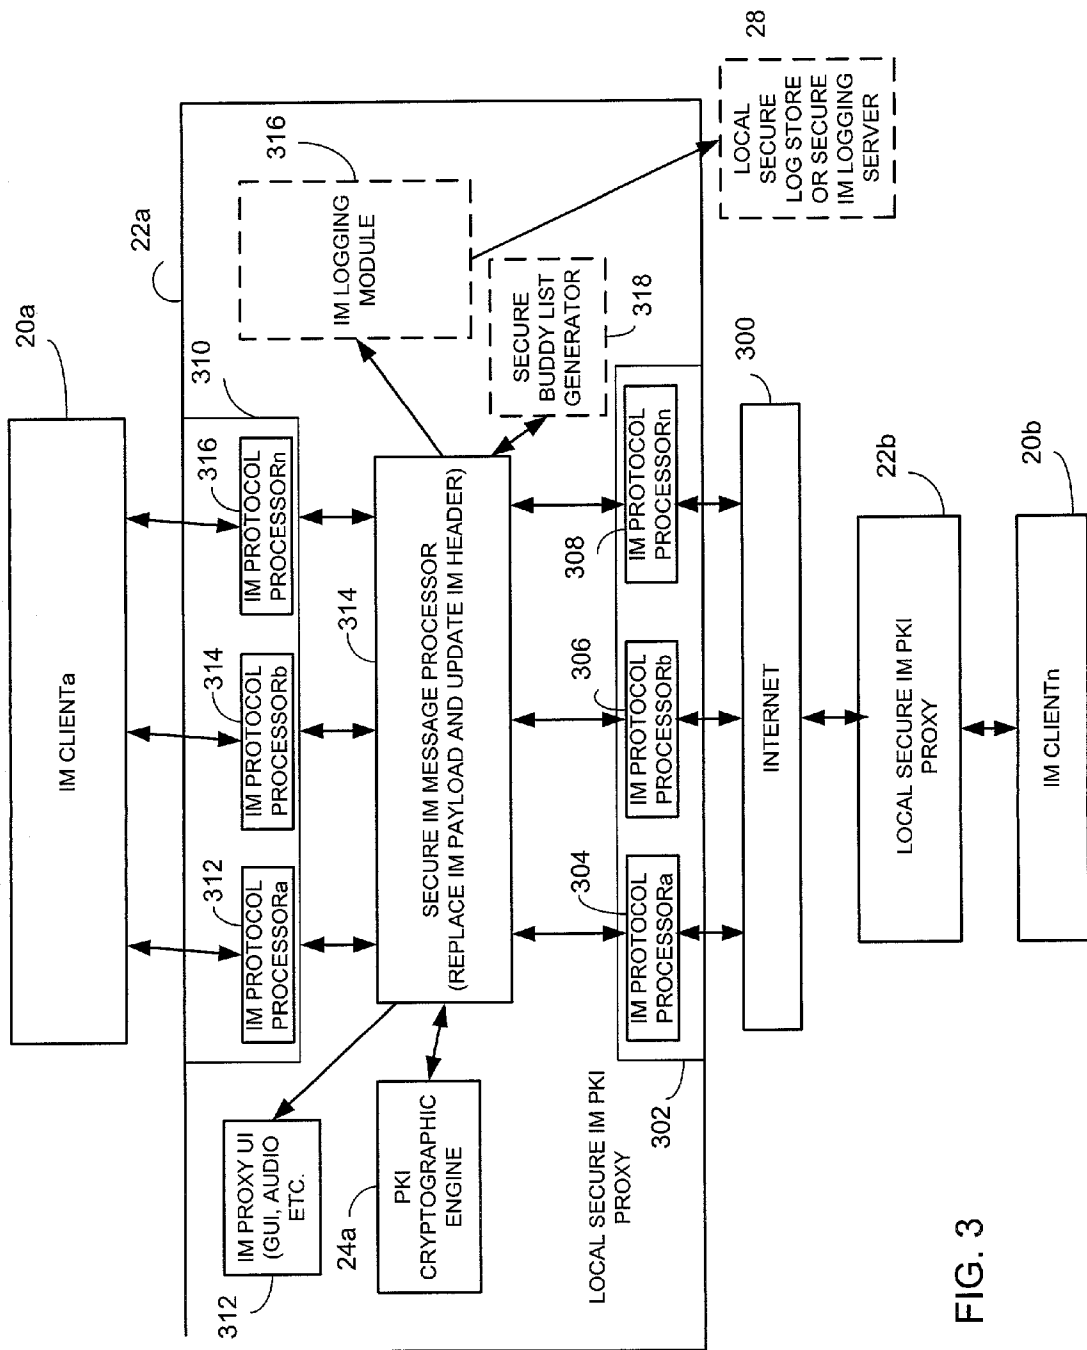 20a
IM CLIENTa
22a
310
312
IM PROTOCOL
PROCESSORa
314
IM PROTOCOL
PROCESSORb
316
IM PROTOCOL
PROCESSORn
316
IM LOGGING
MODULE
IM PROXY UI
(GUI, AUDIO
ETC.
312
314
SECURE IM MESSAGE PROCESSOR
(REPLACE IM PAYLOAD AND UPDATE IM HEADER)
24a
PKI
CRYPTOGRAPHIC
ENGINE
SECURE
BUDDY LIST
GENERATOR
318
LOCAL SECURE IM PKI
PROXY
302
304
IM PROTOCOL
PROCESSORa
306
IM PROTOCOL
PROCESSORb
308
IM PROTOCOL
PROCESSORn
28
LOCAL
SECURE
LOG STORE
OR SECURE
IM LOGGING
SERVER
300
INTERNET
22b
LOCAL SECURE IM PKI
PROXY
20b
IM CLIENTn
FIG. 3